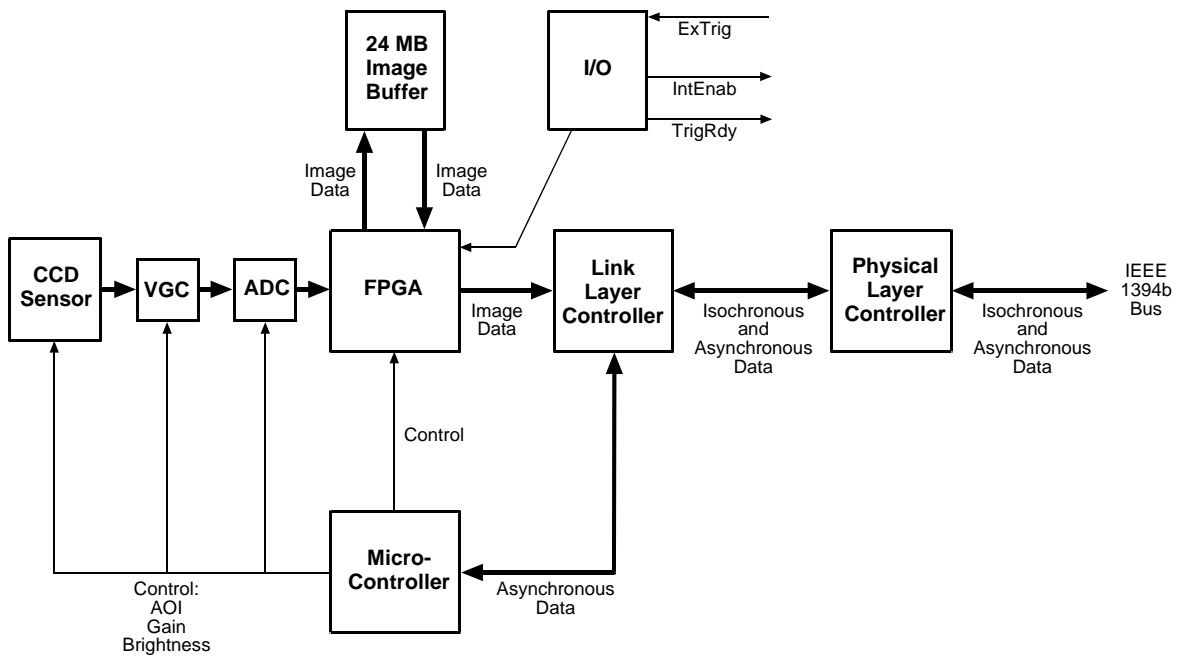 24 MB
Image
Buffer
I/O
ExTrig
IntEnab
TrigRdy
Image
Data
Image
Data
CCD
Sensor
VGC
ADC
FPGA
Image
Data
Link
Layer
Controller
Isochronous
and
Asynchronous
Data
Physical
Layer
Controller
Isochronous
and
Asynchronous
Data
IEEE
1394b
Bus
Control
Micro-
Controller
Asynchronous
Data
Control:
AOI
Gain
Brightness